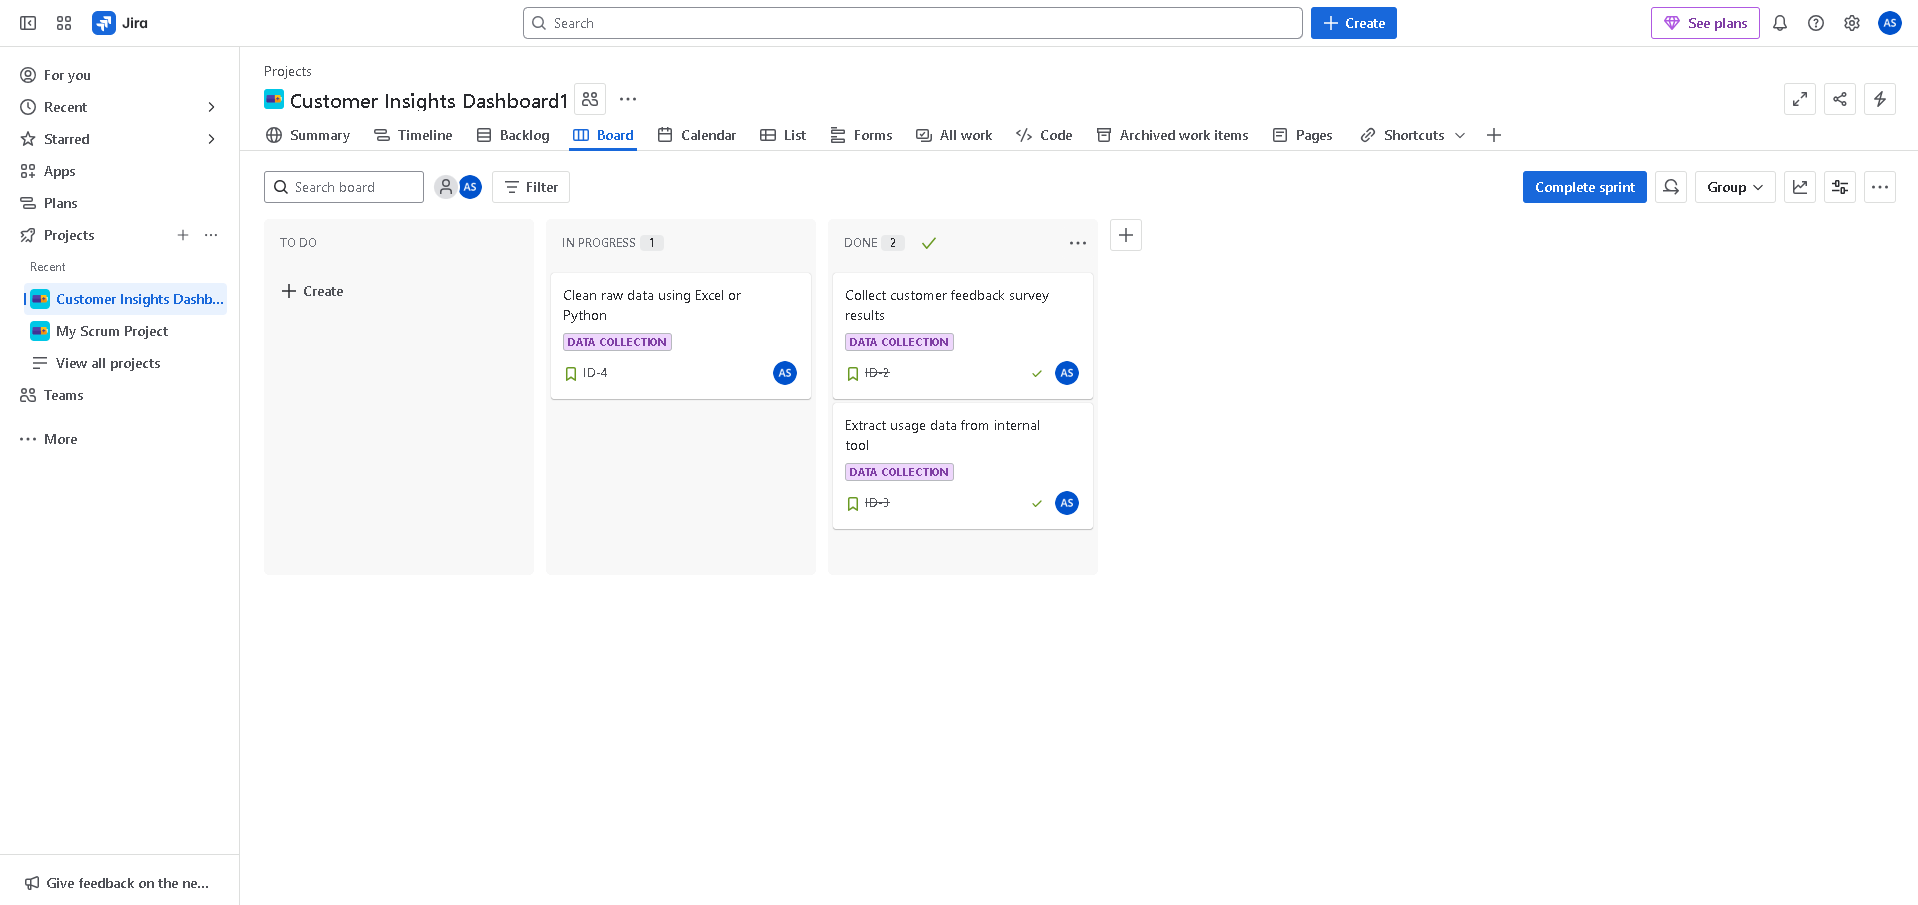 Jira
Search
Create
See plans
AS
For you
Recent
Starred
Apps
Plans
Projects
Recent
Customer Insights Dashb...
My Scrum Project
View all projects
Teams
More
Give feedback on the ne...
Projects
Customer Insights Dashboard1
Summary
Timeline
Backlog
Board
Calendar
List
Forms
All work
Code
Archived work items
Pages
Shortcuts
Search board
AS
Filter
Complete sprint
Group
TO DO
Create
IN PROGRESS 1
Clean raw data using Excel or
Python
DATA COLLECTION
ID-4
AS
DONE 2
Collect customer feedback survey
results
DATA COLLECTION
ID-2
AS
Extract usage data from internal
tool
DATA COLLECTION
ID-3
AS